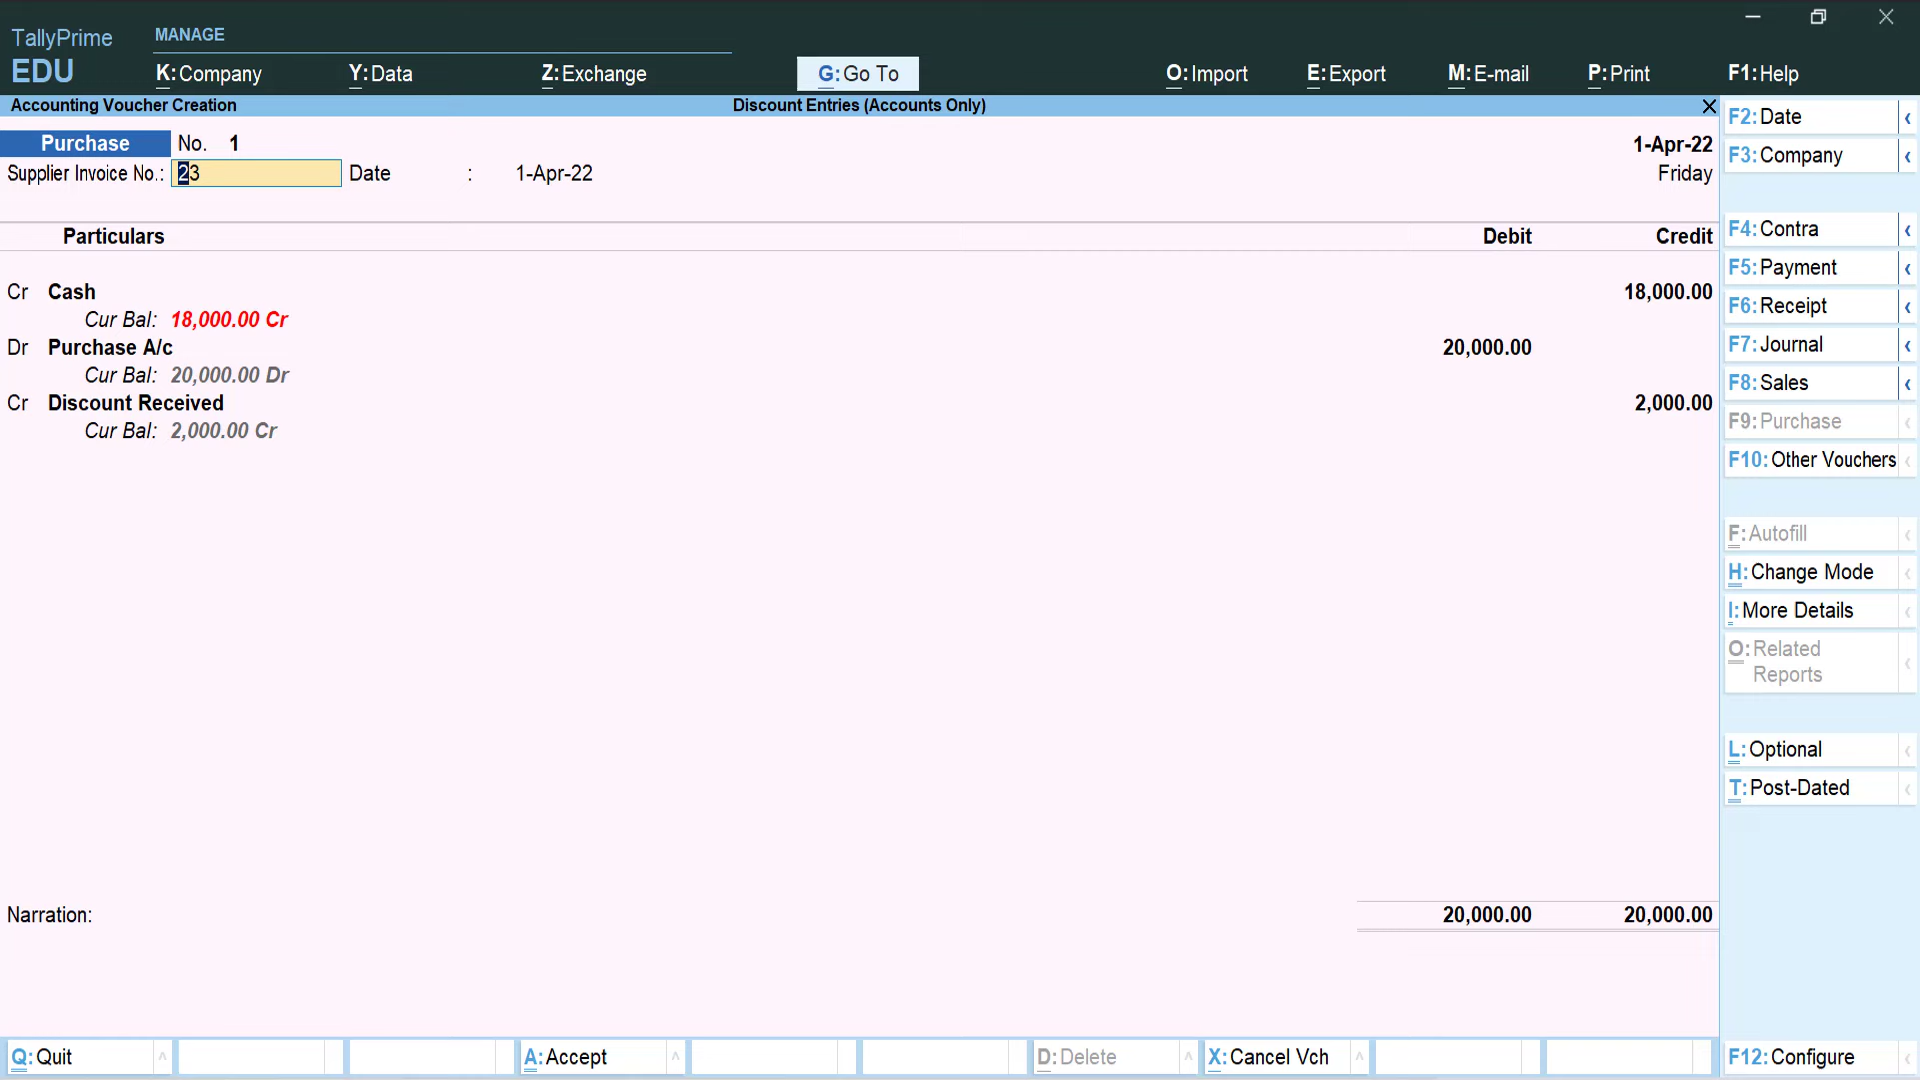 TallyPrime
EDU
MANAGE
K:Company Y:Data Z:Exchange G:Go To O:Import E:Export M:E-mail P:Print F1:Help
Accounting Voucher Creation Discount Entries (Accounts Only) X
Purchase No. 1 1-Apr-22
Supplier Invoice No.: 23 Date : 1-Apr-22 Friday
Particulars Debit Credit
Cr Cash 18,000.00
Cur Bal: 18,000.00 Cr
Dr Purchase A/c 20,000.00
Cur Bal: 20,000.00 Dr
Cr Discount Received 2,000.00
Cur Bal: 2,000.00 Cr
Narration: 20,000.00 20,000.00
F2:Date
F3:Company
F4:Contra
F5:Payment
F6:Receipt
F7:Journal
F8:Sales
F9:Purchase
F10:Other Vouchers
F:Autofill
H:Change Mode
I:More Details
O:Related
Reports
L:Optional
T:Post-Dated
Q:Quit A:Accept D:Delete X:Cancel Vch F12:Configure